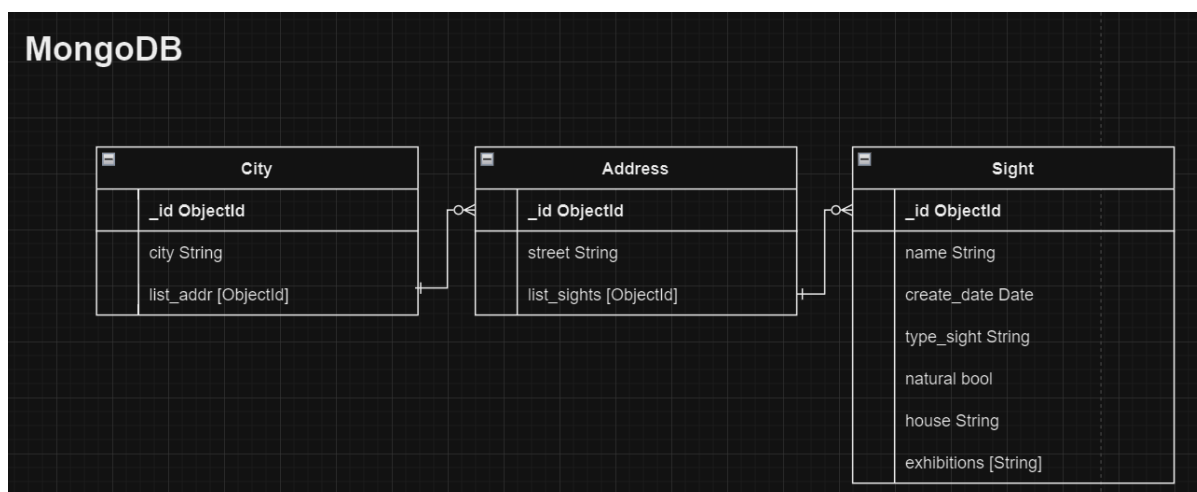 MongoDB
City
_id ObjectId
city String
list_addr [ObjectId]
Address
_id ObjectId
street String
list_sights [ObjectId]
Sight
_id ObjectId
name String
create_date Date
type_sight String
natural bool
house String
exhibitions [String]